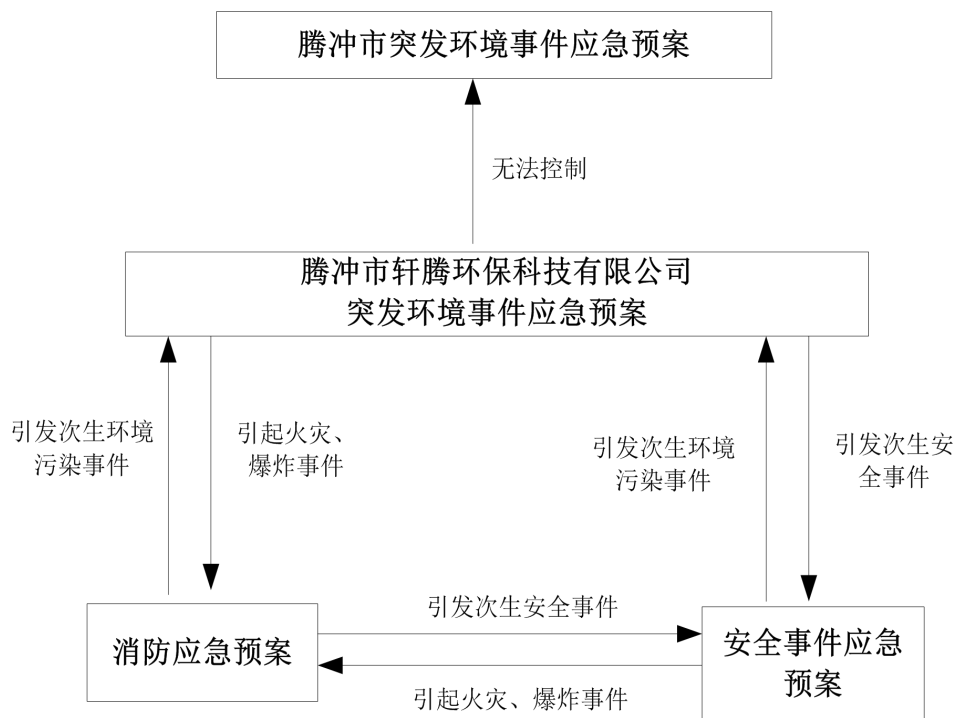 腾冲市突发环境事件应急预案
无法控制
腾冲市轩腾环保科技有限公司
突发环境事件应急预案
引发次生环境
污染事件
引起火灾、
爆炸事件
引发次生环境
污染事件
引发次生安
全事件
引发次生安全事件
消防应急预案
安全事件应急
预案
引起火灾、爆炸事件